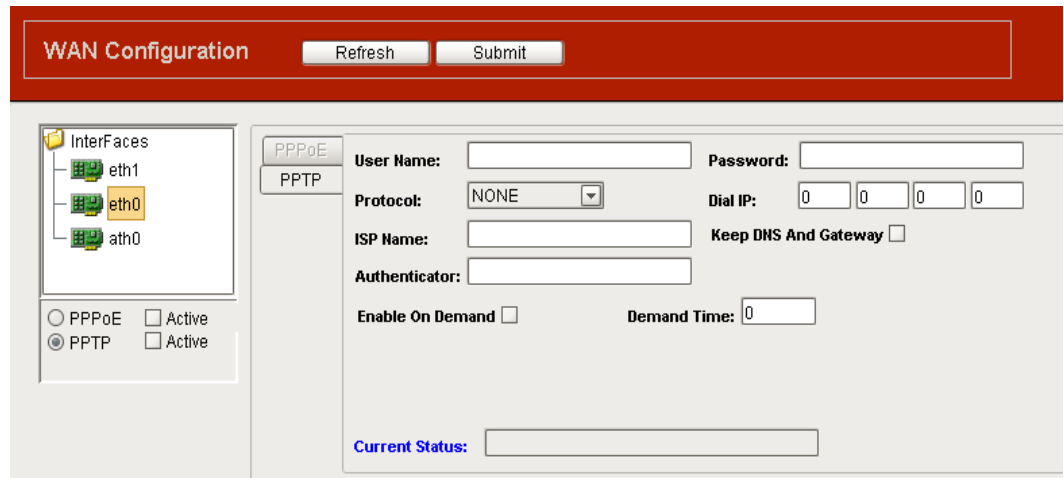 WAN Configuration Refresh Submit
InterFaces
eth1
eth0
ath0
PPPoE Active
PPTP Active
PPPoE
PPTP
User Name: Password:
Protocol: NONE Dial IP: 0 0 0 0
ISP Name: Keep DNS And Gateway
Authenticator:
Enable On Demand Demand Time: 0
Current Status: